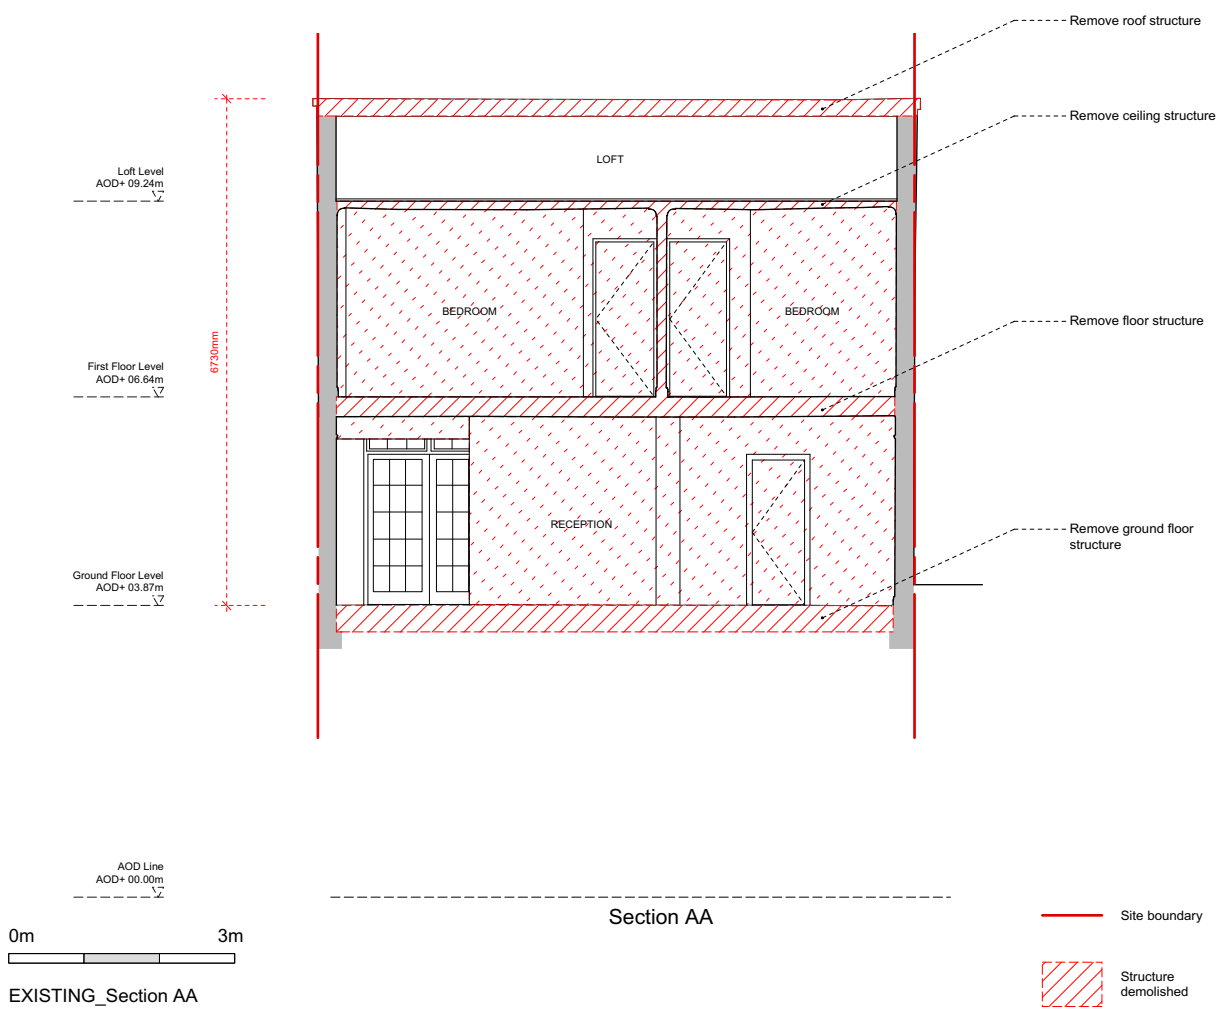 Remove roof structure
Remove ceiling structure
LOFT
Loft Level
AOD+ 09.24m
BEDROOM
BEDROOM
Remove floor structure
6730mm
First Floor Level
AOD+ 06.64m
RECEPTION
Remove ground floor
structure
Ground Floor Level
AOD+ 03.87m
AOD Line
AOD+ 00.00m
Section AA
Site boundary
0m
3m
Structure
demolished
EXISTING_Section AA